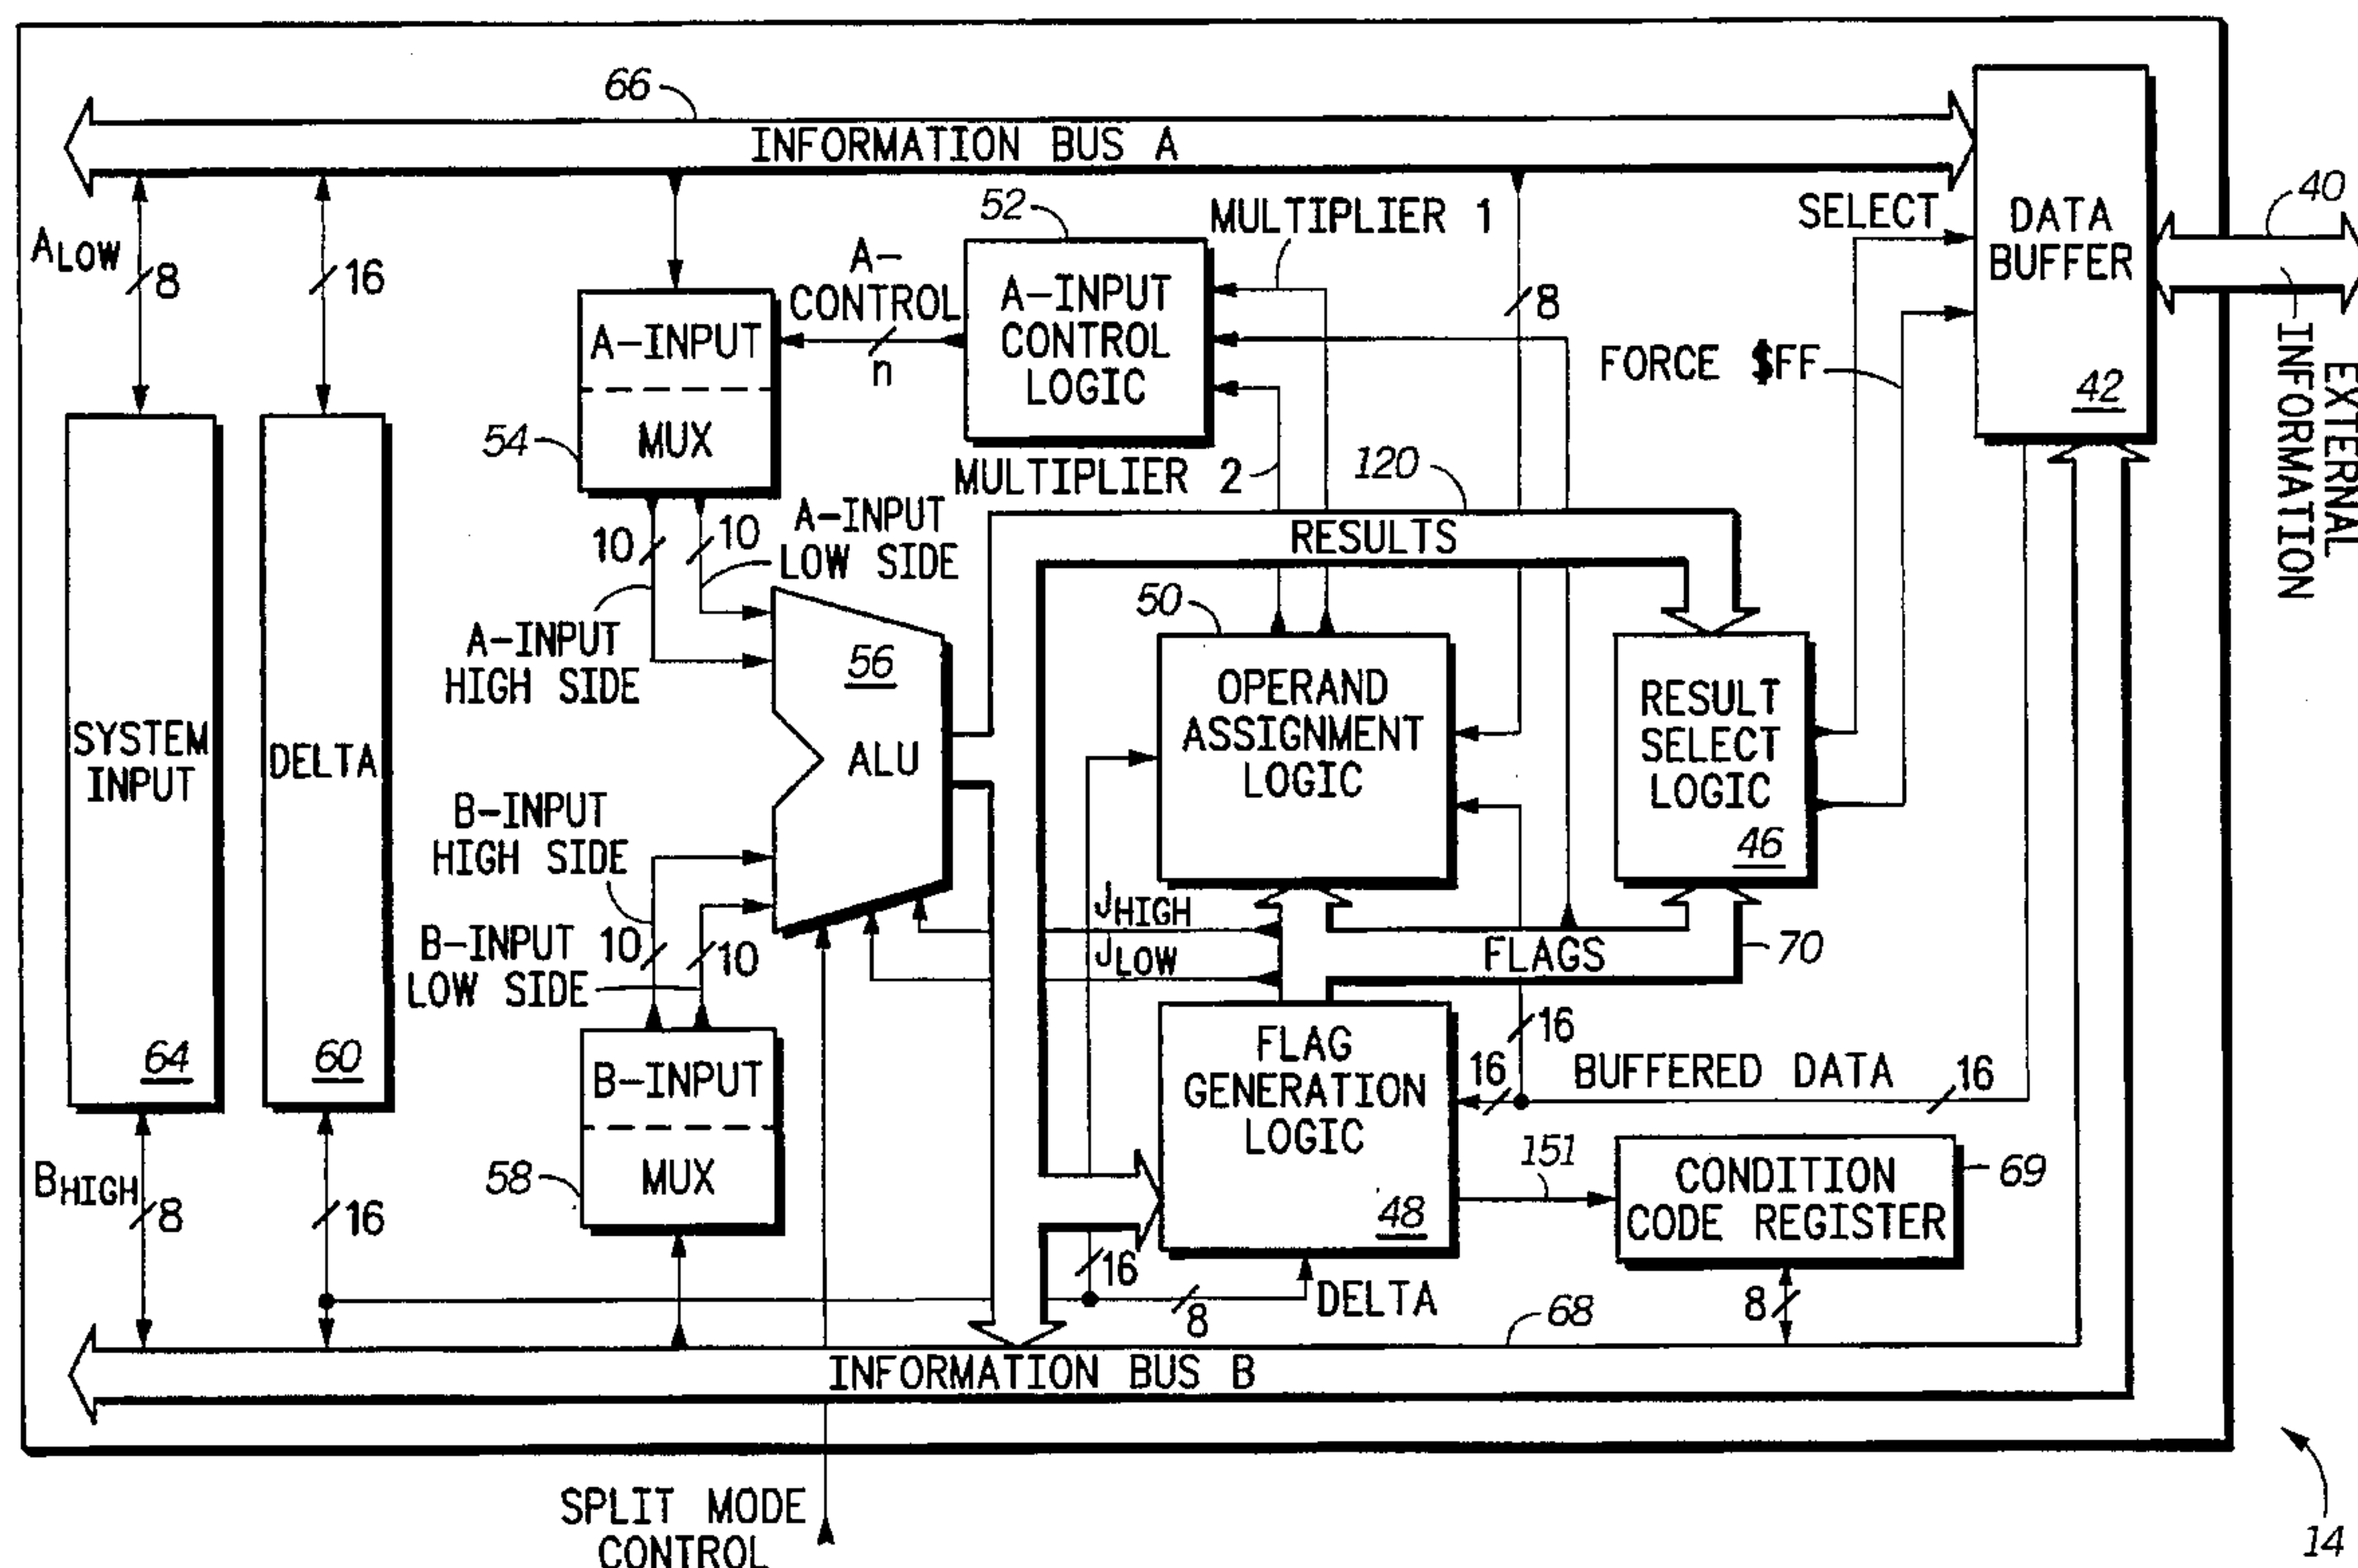 66
INFORMATION BUS A
A LOW
8
16
52
A-
CONTROL
n
A-INPUT
CONTROL
LOGIC
MULTIPLIER 1
8
SELECT
DATA
BUFFER
42
40
EXTERNAL
INFORMATION
FORCE $FF
A-INPUT
MUX
54
MULTIPLIER 2
120
10
10
A-INPUT
LOW SIDE
RESULTS
A-INPUT
HIGH SIDE
56
ALU
50
OPERAND
ASSIGNMENT
LOGIC
RESULT
SELECT
LOGIC
46
SYSTEM
INPUT
64
DELTA
60
B-INPUT
HIGH SIDE
B-INPUT
LOW SIDE
10
10
J HIGH
J LOW
FLAGS
70
B-INPUT
MUX
58
FLAG
GENERATION
LOGIC
48
16
16
BUFFERED DATA
16
151
CONDITION
CODE REGISTER
69
B HIGH
8
16
16
8
DELTA
8
68
INFORMATION BUS B
SPLIT MODE
CONTROL
14